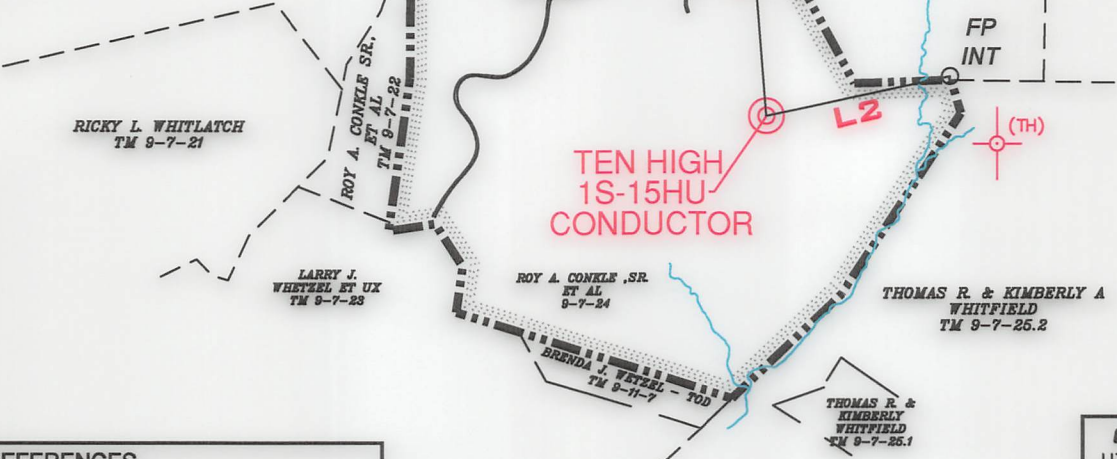 FP
INT
ROY A. CONKLE SR.,
ET AL
TM 9-7-22
RICKY L. WHITLATCH
TM 9-7-21
L2
(TH)
TEN HIGH
1S-15HU
CONDUCTOR
LARRY J.
WHETZEL ET UX
TM 9-7-23
ROY A. CONKLE ,SR.
ET AL
9-7-24
THOMAS R. & KIMBERLY A
WHITFIELD
TM 9-7-25.2
BRENDA J. WETZEL - TOD
TM 9-11-7
THOMAS R. &
KIMBERLY
WHITFIELD
TM 9-7-25.1